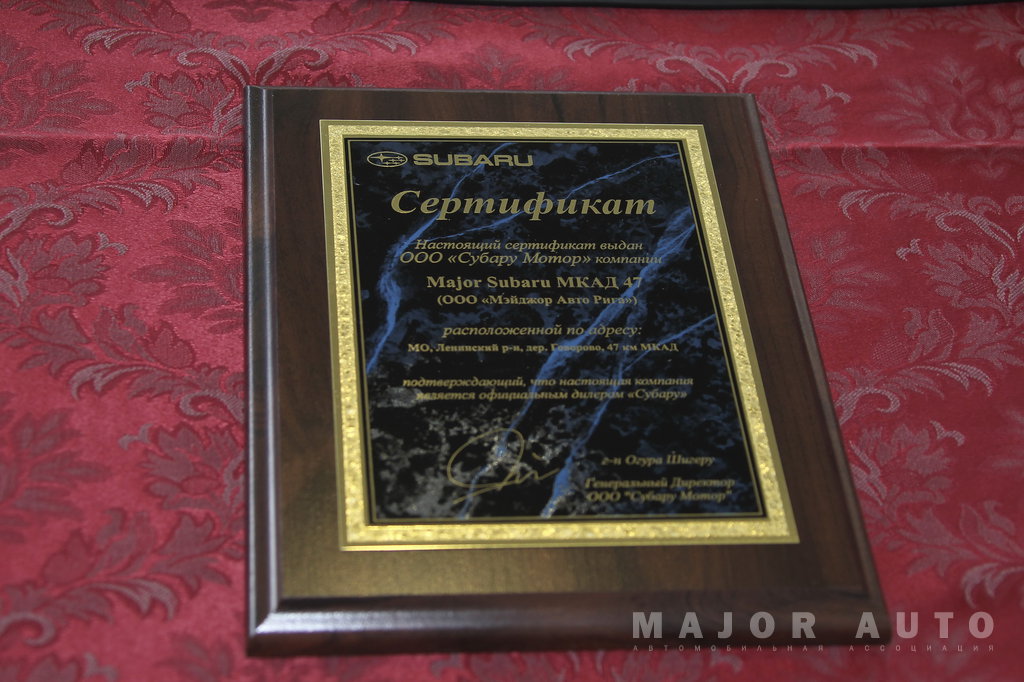 SUBARU
Сертификат
Настоящий сертификат выдан
ООО «Субару Мотор» компании
Major Subaru МКАД 47
(ООО «Мэйджор Авто Рига»)
расположенной по адресу:
МО, Ленинский р-н, дер. Говорово, 47 км МКАД
подтверждающий, что настоящая компания
является официальным дилером «Субару»
г-н Огура Шигеру
Генеральный Директор
ООО "Субару Мотор"
MAJOR AUTO
АВТОМОБИЛЬНАЯ АССОЦИАЦИЯ